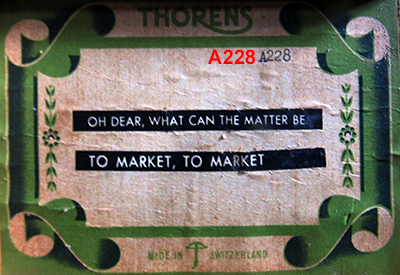 THORENS
A228 A228
OH DEAR, WHAT CAN THE MATTER BE
TO MARKET, TO MARKET
MADE IN SWITZERLAND